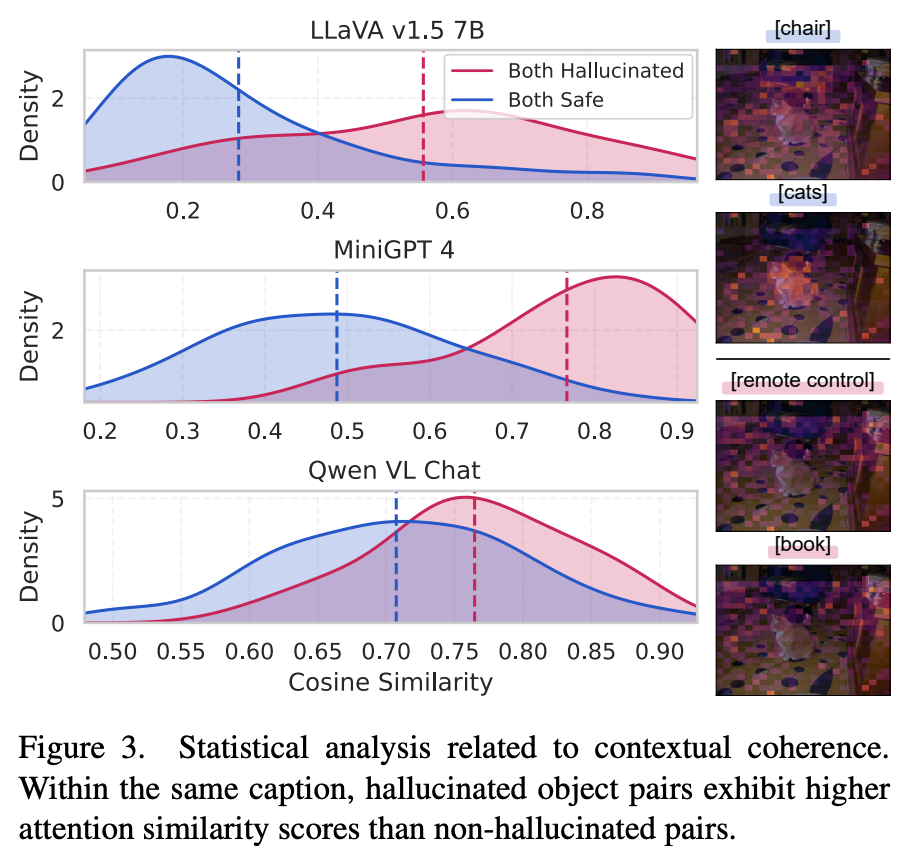 LLaVA v1.5 7B
Density
2
0
Both Hallucinated
Both Safe
0.2 0.4 0.6 0.8
MiniGPT 4
Density
2
0.2 0.3 0.4 0.5 0.6 0.7 0.8 0.9
Qwen VL Chat
Density
5
0
0.50 0.55 0.60 0.65 0.70 0.75 0.80 0.85 0.90
Cosine Similarity
[chair]
[cats]
[remote control]
[book]
Figure 3. Statistical analysis related to contextual coherence.
Within the same caption, hallucinated object pairs exhibit higher
attention similarity scores than non-hallucinated pairs.